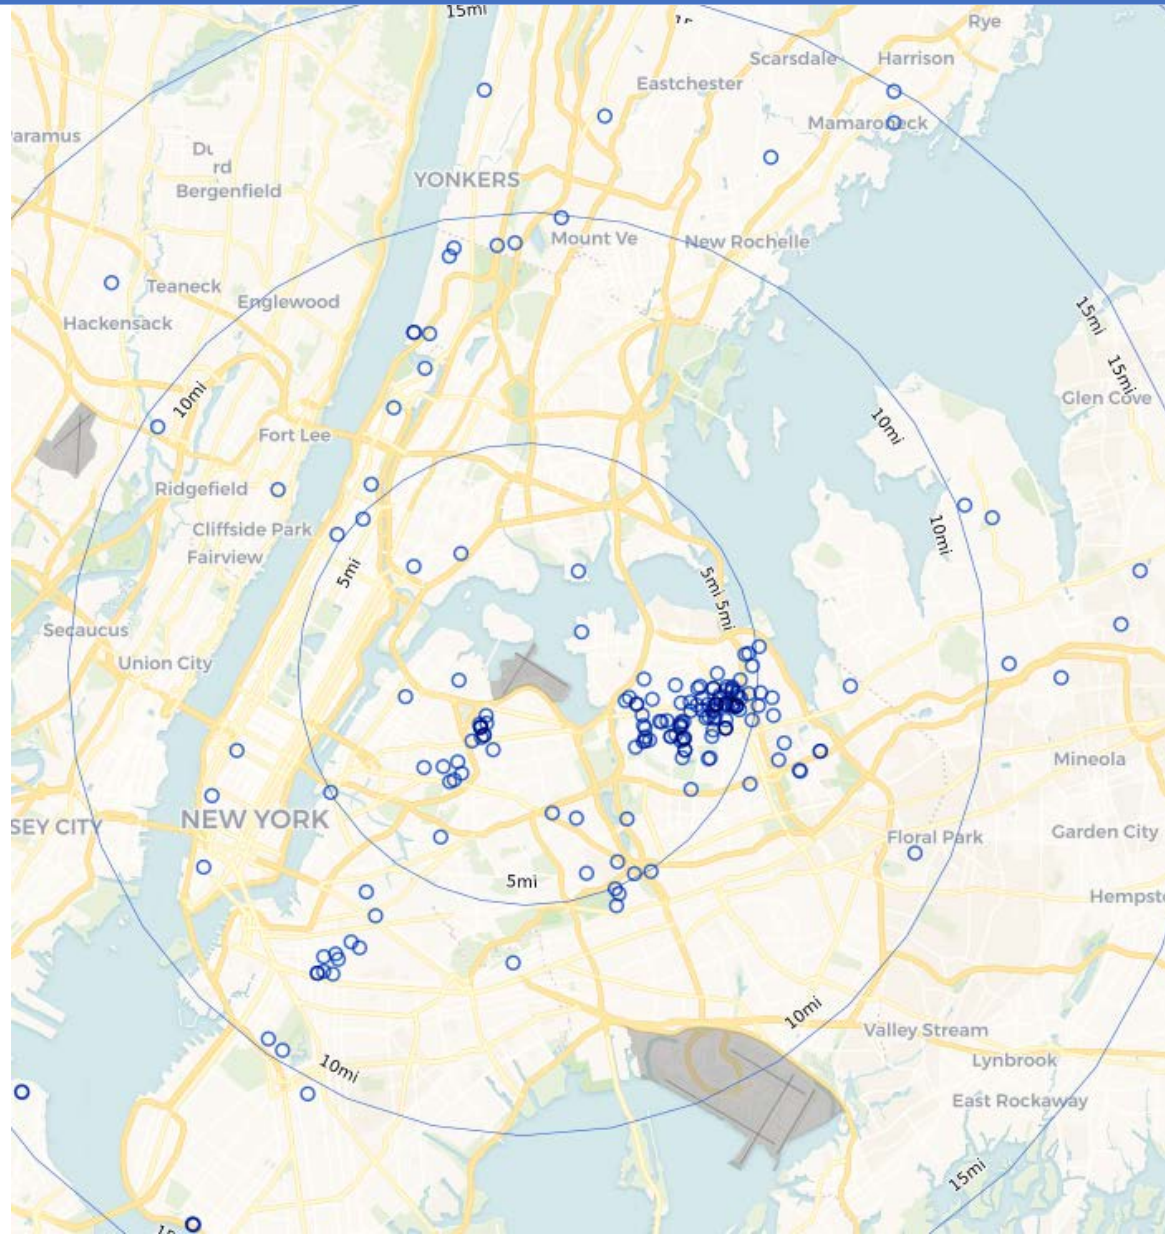 15mi
Rye
Scarsdale
Harrison
Eastchester
Mamaroneck
aramus
rd
Bergenfield
YONKERS
Mount Ve
New Rochelle
Teaneck
Englewood
Hackensack
15mi
15mi
10mi
10mi
Glen Cove
Fort Lee
Ridgefield
Cliffside Park
10mi
Fairview
5mi
5mi
5mi
Secaucus
Union City
Mineola
SEY CITY
NEW YORK
Floral Park
Garden City
5mi
Hempste
10mi
Valley Stream
10mi
Lynbrook
East Rockaway
15mi